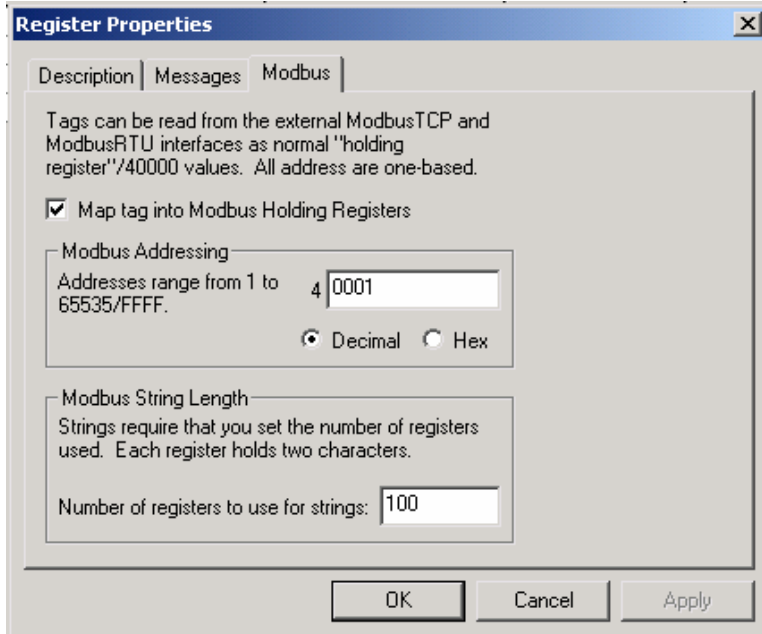 Register Properties
Description Messages Modbus
Tags can be read from the external ModbusTCP and
ModbusRTU interfaces as normal "holding
register"/40000 values. All address are one-based.
Map tag into Modbus Holding Registers
Modbus Addressing
Addresses range from 1 to
65535/FFFF.
4 0001
Decimal Hex
Modbus String Length
Strings require that you set the number of registers
used. Each register holds two characters.
Number of registers to use for strings: 100
OK Cancel Apply